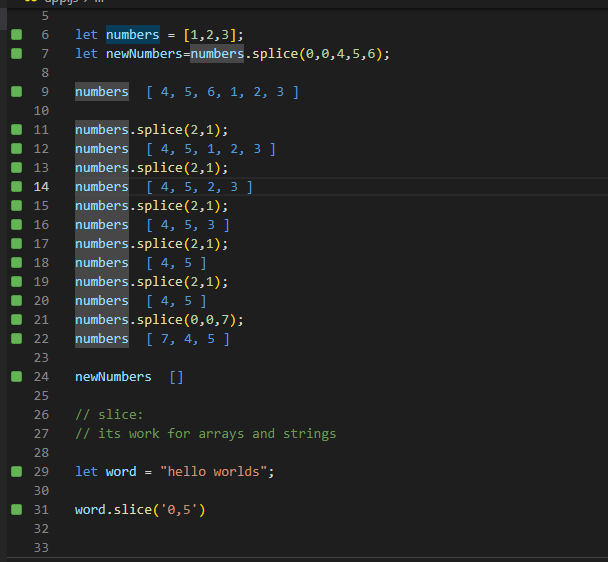 5
6 let numbers = [1,2,3];
7 let newNumbers=numbers.splice(0,0,4,5,6);
8
9 numbers [ 4, 5, 6, 1, 2, 3 ]
10
11 numbers.splice(2,1);
12 numbers [ 4, 5, 1, 2, 3 ]
13 numbers.splice(2,1);
14 numbers [ 4, 5, 2, 3 ]
15 numbers.splice(2,1);
16 numbers [ 4, 5, 3 ]
17 numbers.splice(2,1);
18 numbers [ 4, 5 ]
19 numbers.splice(2,1);
20 numbers [ 4, 5 ]
21 numbers.splice(0,0,7);
22 numbers [ 7, 4, 5 ]
23
24 newNumbers []
25
26 // slice:
27 // its work for arrays and strings
28
29 let word = "hello worlds";
30
31 word.slice('0,5')
32
33